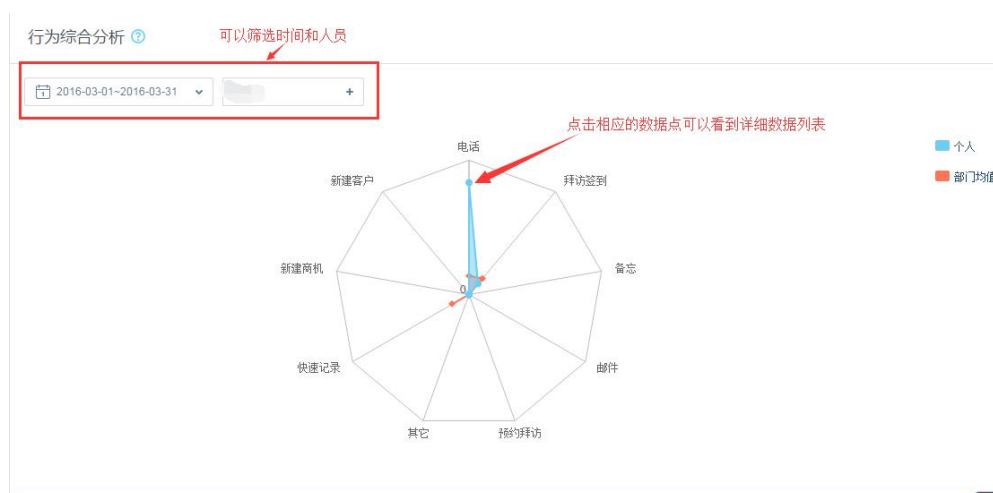 行为综合分析 ?
可以筛选时间和人员
2016-03-01~2016-03-31
+
点击相应的数据点可以看到详细数据列表
电话
个人
新建客户
拜访签到
部门均值
新建商机
备忘
0
快速记录
邮件
其它
预约拜访